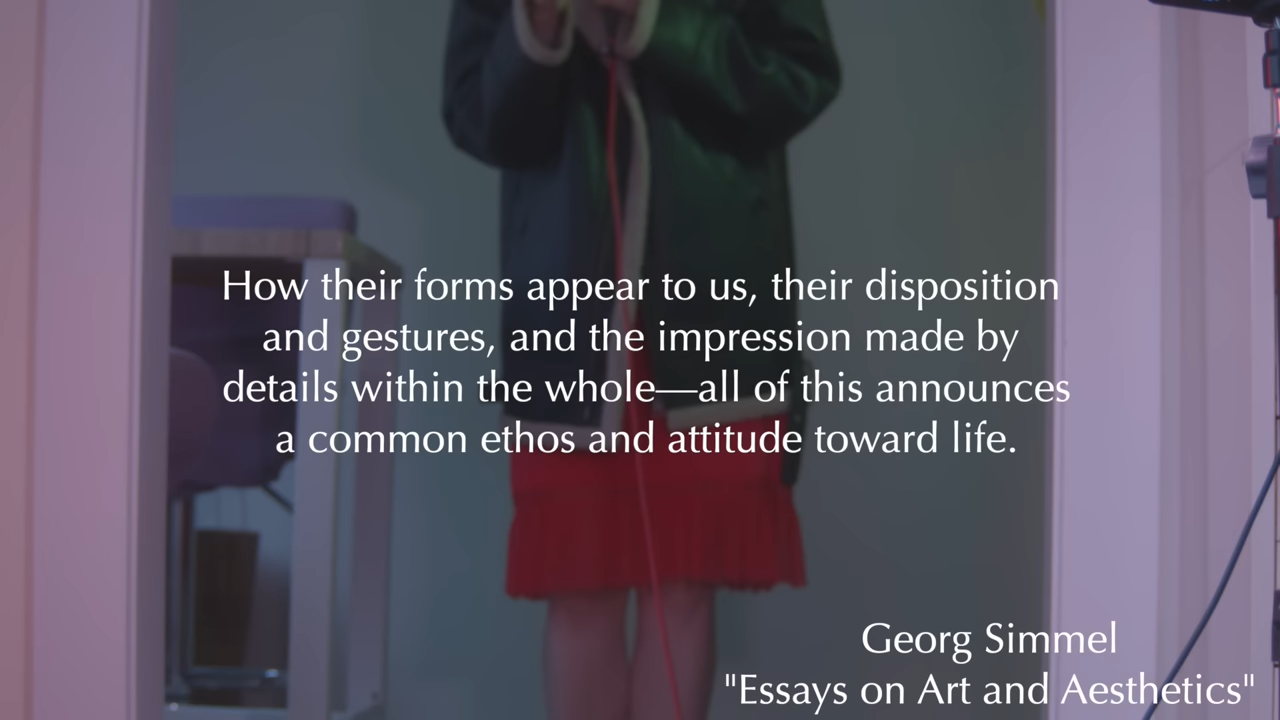 How their forms appear to us, their disposition
and gestures, and the impression made by
details within the whole—all of this announces
a common ethos and attitude toward life.
Georg Simmel
"Essays on Art and Aesthetics"